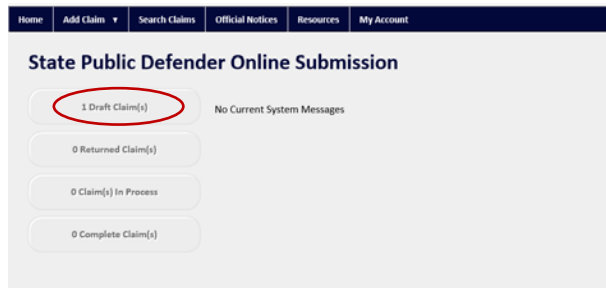 Home Add Claim ▼ Search Claims Official Notices Resources My Account
State Public Defender Online Submission
1 Draft Claim(s)
No Current System Messages
0 Returned Claim(s)
0 Claim(s) In Process
0 Complete Claim(s)